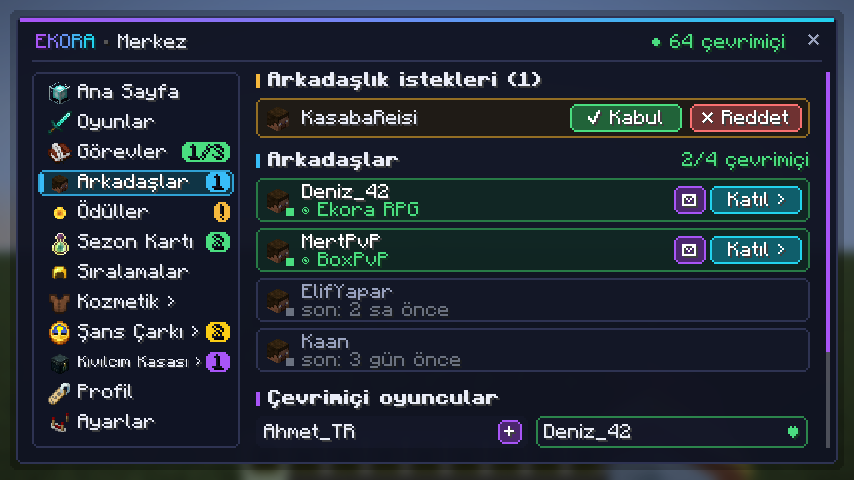 EKORA · Merkez
● 64 çevrimiçi ✕
Ana Sayfa
Oyunlar
Görevler 1/3
Arkadaşlar 1
Ödüller !
Sezon Kartı
Sıralamalar
Kozmetik >
Şans Çarkı >
Kıvılcım Kasası > 1
Profil
Ayarlar
Arkadaşlık istekleri (1)
KasabaReisi
✔ Kabul
✕ Reddet
Arkadaşlar
2/4 çevrimiçi
Deniz_42
Ekora RPG
Katıl >
MertPvP
BoxPvP
Katıl >
ElifYapar
son: 2 sa önce
Kaan
son: 3 gün önce
Çevrimiçi oyuncular
Ahmet_TR +
Deniz_42